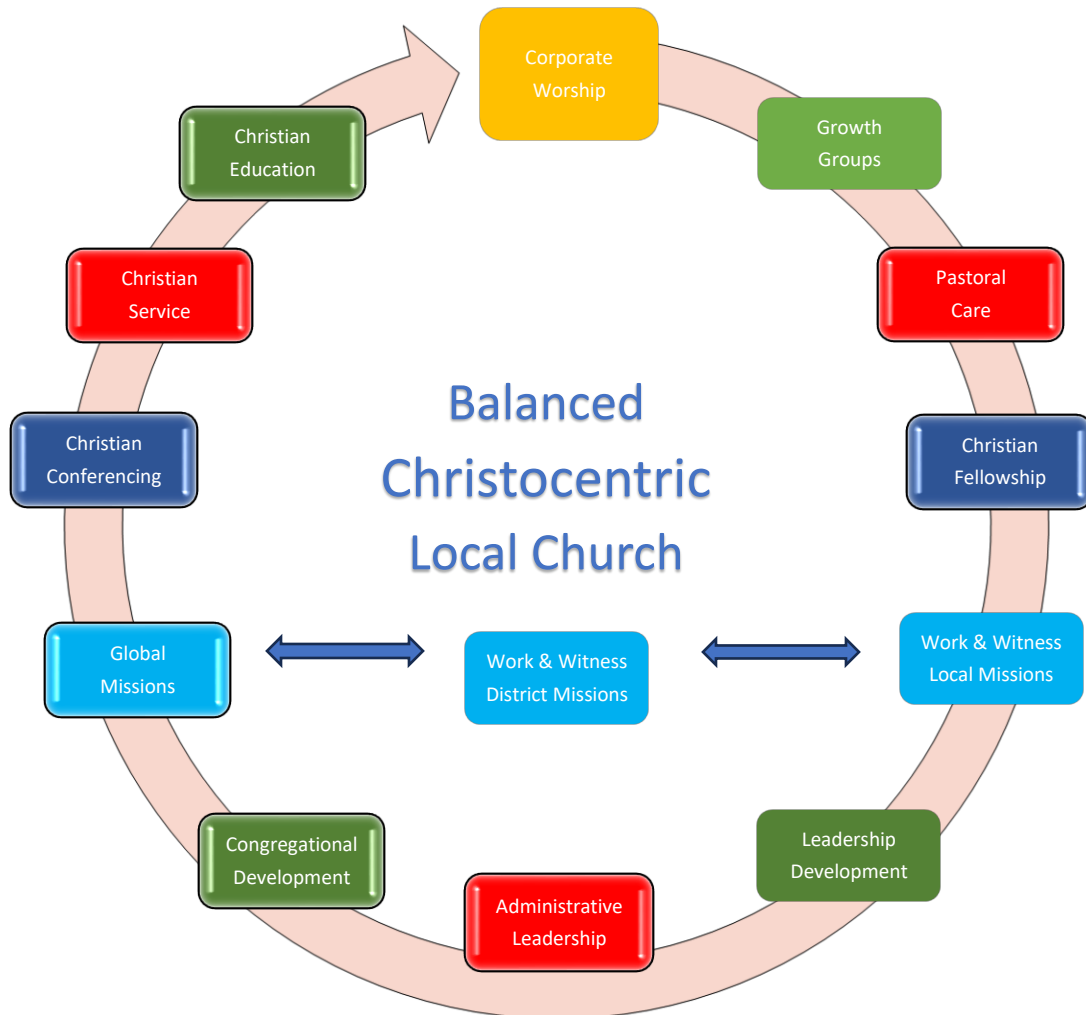 Corporate
Worship
Growth
Groups
Christian
Education
Christian
Service
Pastoral
Care
Balanced
Christocentric
Local Church
Christian
Conferencing
Christian
Fellowship
Global
Missions
Work & Witness
District Missions
Work & Witness
Local Missions
Congregational
Development
Leadership
Development
Administrative
Leadership